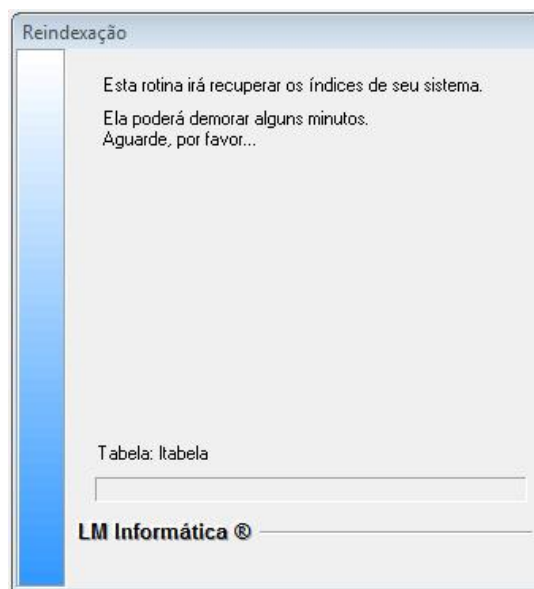 Reindexação
Esta rotina irá recuperar os índices de seu sistema.
Ela poderá demorar alguns minutos.
Aguarde, por favor...
Tabela: Itabela
LM Informática ®